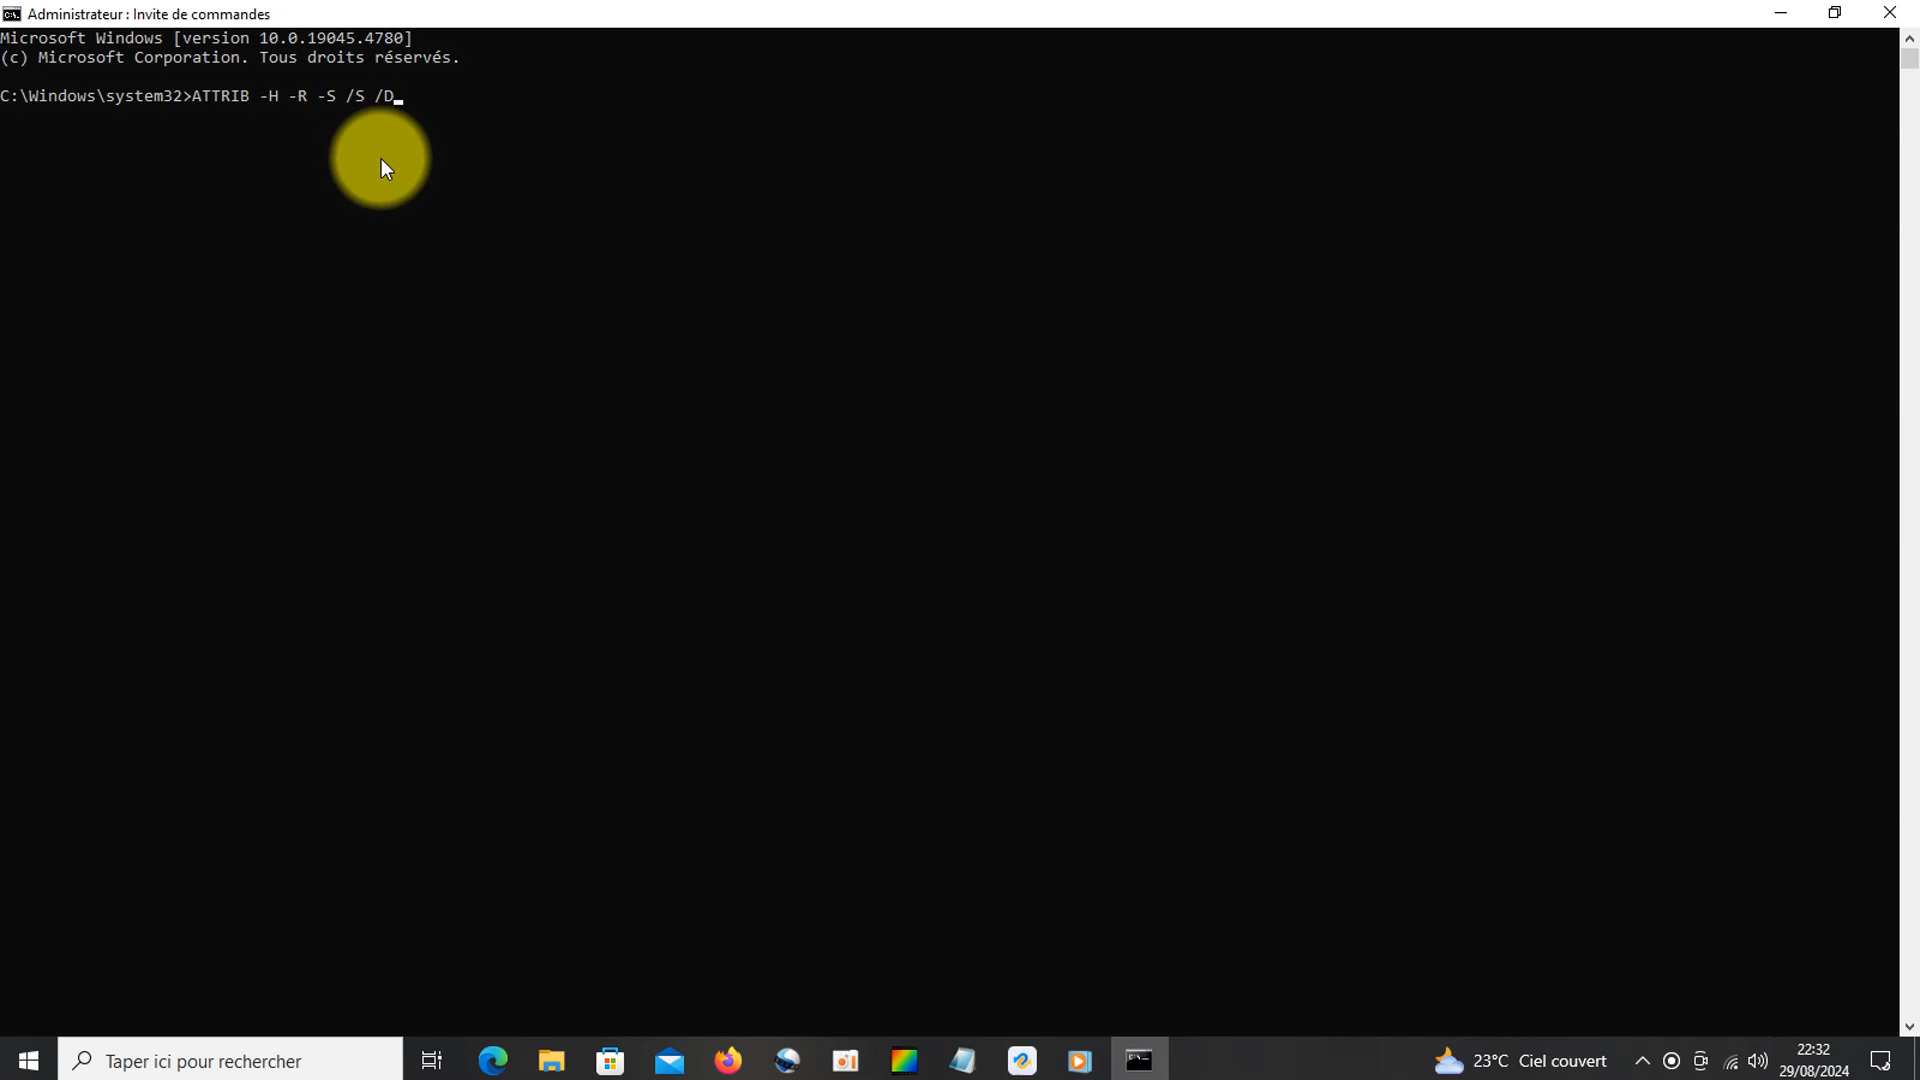 Administrateur : Invite de commandes
Microsoft Windows [version 10.0.19045.4780]
(c) Microsoft Corporation. Tous droits réservés.
C:\Windows\system32>ATTRIB -H -R -S /S /D
Taper ici pour rechercher
23°C Ciel couvert
22:32
29/08/2024